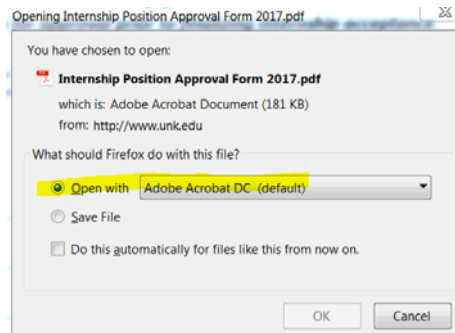 Opening Internship Position Approval Form 2017.pdf
You have chosen to open:
Internship Position Approval Form 2017.pdf
which is: Adobe Acrobat Document (181 KB)
from: http://www.unk.edu
What should Firefox do with this file?
Open with Adobe Acrobat DC (default)
Save File
Do this automatically for files like this from now on.
OK Cancel